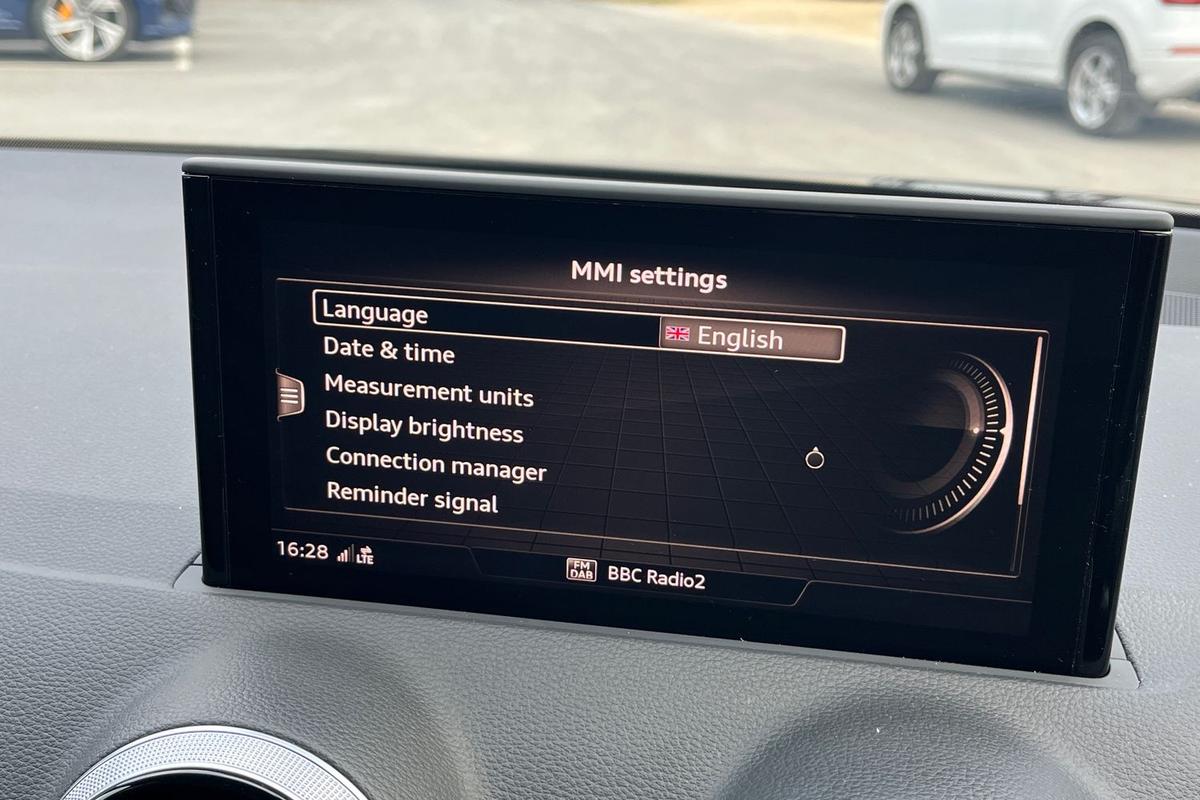 MMI settings
Language English
Date & time
Measurement units
Display brightness
Connection manager
Reminder signal
16:28 LTE FM DAB BBC Radio2